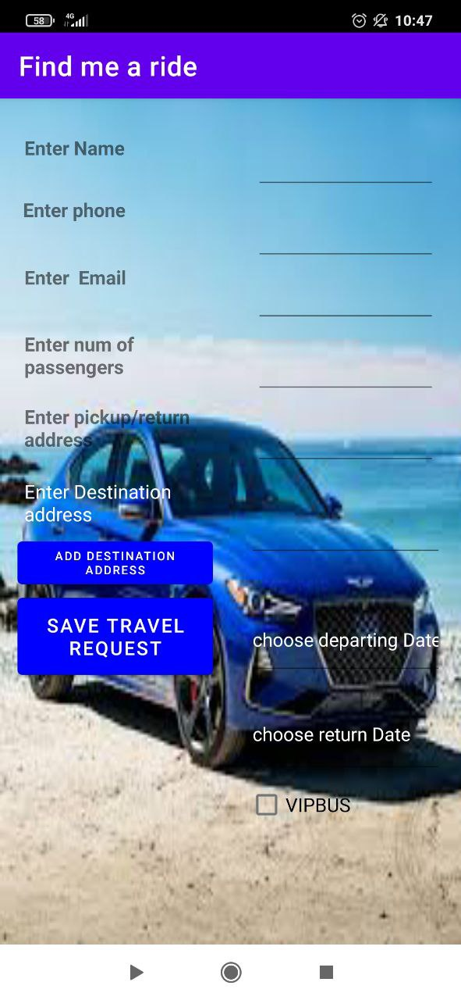 58 4G 10:47
Find me a ride
Enter Name
Enter phone
Enter  Email
Enter num of
passengers
Enter pickup/return
address
Enter Destination
address
ADD DESTINATION
ADDRESS
SAVE TRAVEL
REQUEST
choose departing Date
choose return Date
VIPBUS